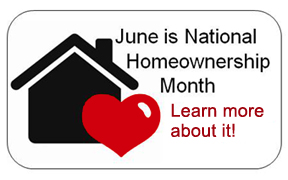 June is National
Homeownership
Month
Learn more
about it!